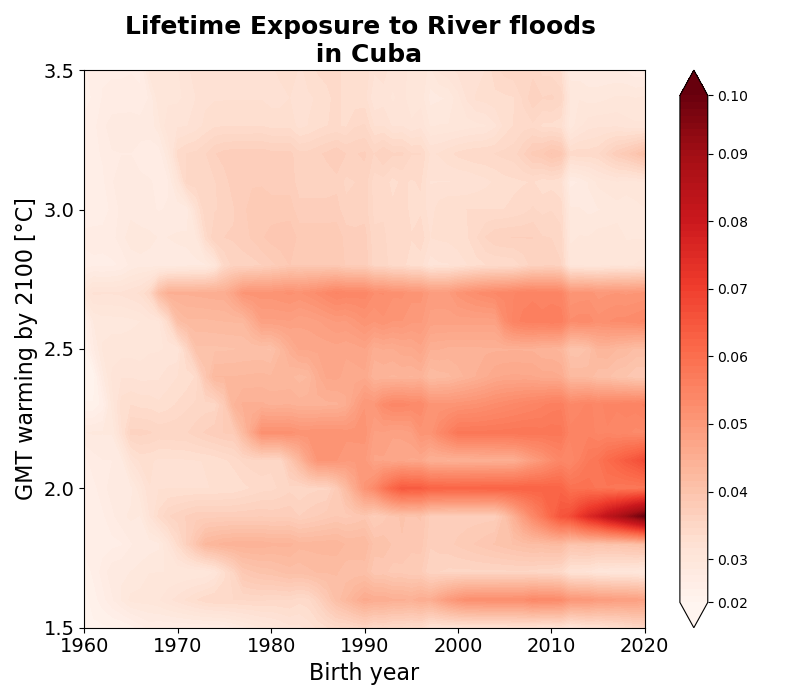 Lifetime Exposure to River floods
in Cuba
GMT warming by 2100 [°C]
3.5
3.0
2.5
2.0
1.5
1960 1970 1980 1990 2000 2010 2020
Birth year
0.10
0.09
0.08
0.07
0.06
0.05
0.04
0.03
0.02